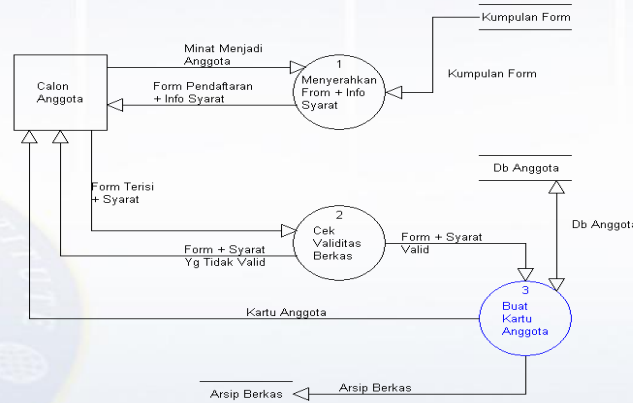 Kumpulan Form
Minat Menjadi
Anggota
1
Menyerahkan
From + Info
Syarat
Kumpulan Form
Calon
Anggota
Form Pendaftaran
+ Info Syarat
Db Anggota
Form Terisi
+ Syarat
2
Cek
Validitas
Berkas
Db Anggota
Form + Syarat
Yg Tidak Valid
Form + Syarat
Valid
3
Buat
Kartu
Anggota
Kartu Anggota
Arsip Berkas
Arsip Berkas